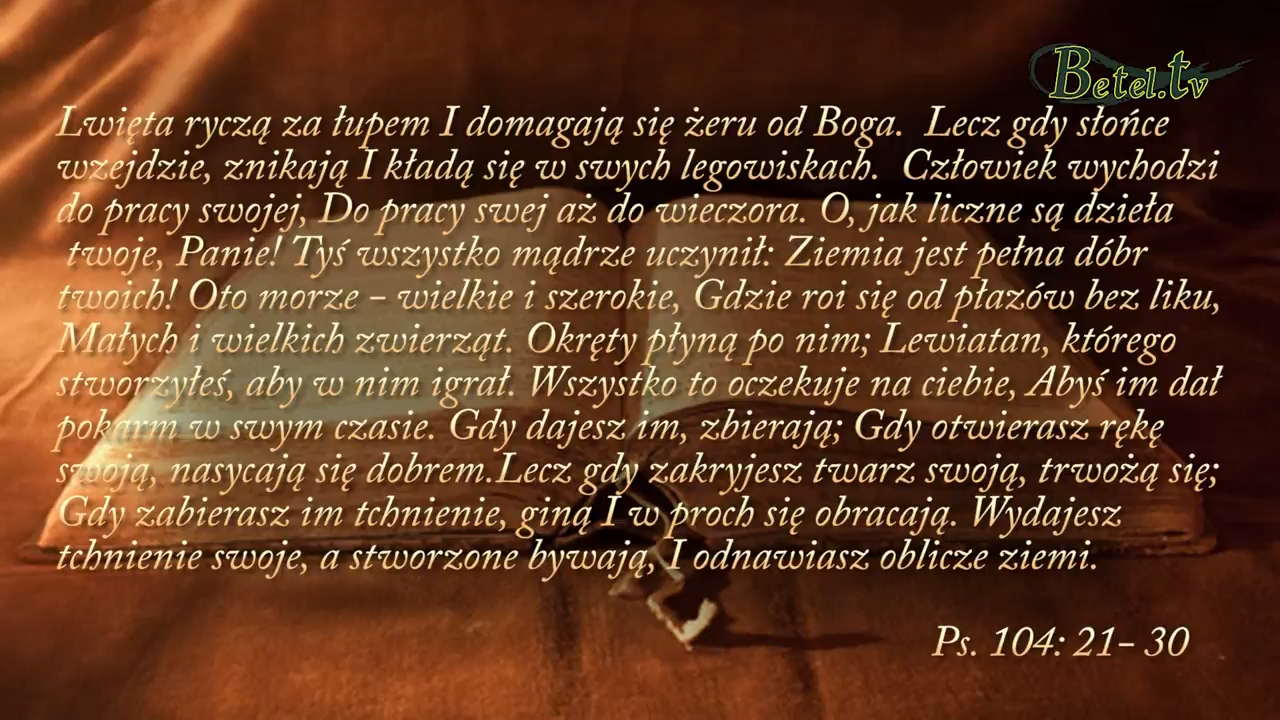 Betel.tv
Lwięta ryczą za łupem I domagają się żeru od Boga. Lecz gdy słońce
wzejdzie, znikają I kładą się w swych legowiskach. Człowiek wychodzi
do pracy swojej, Do pracy swej aż do wieczora. O, jak liczne są dzieła
twoje, Panie! Tyś wszystko mądrze uczynił: Ziemia jest pełna dóbr
twoich! Oto morze – wielkie i szerokie, Gdzie roi się od płazów bez liku,
Małych i wielkich zwierząt. Okręty płyną po nim; Lewiatan, którego
stworzyłeś, aby w nim igrał. Wszystko to oczekuje na ciebie, Abyś im dał
pokarm w swym czasie. Gdy dajesz im, zbierają; Gdy otwierasz rękę
swoją, nasycają się dobrem.Lecz gdy zakryjesz twarz swoją, trwożą się;
Gdy zabierasz im tchnienie, giną I w proch się obracają. Wydajesz
tchnienie swoje, a stworzone bywają, I odnawiasz oblicze ziemi.
Ps. 104: 21– 30